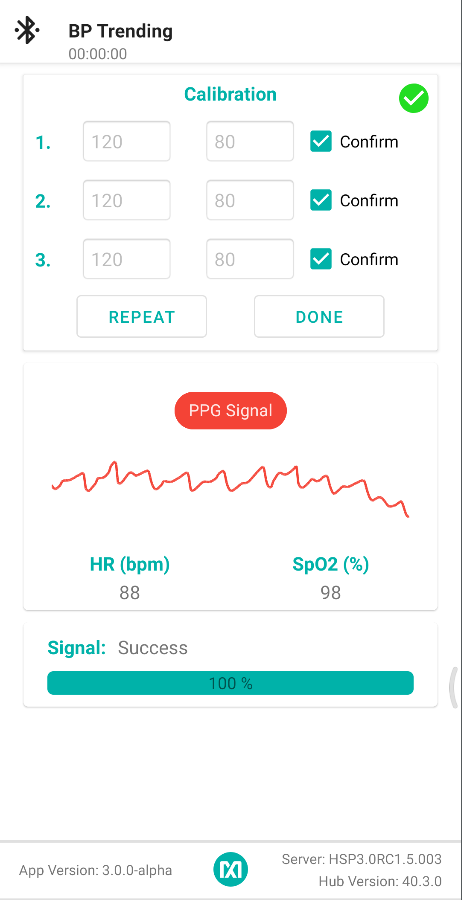 BP Trending
00:00:00
Calibration
1. 120 80 Confirm
2. 120 80 Confirm
3. 120 80 Confirm
REPEAT DONE
PPG Signal
HR (bpm) SpO2 (%)
88 98
Signal: Success
100 %
App Version: 3.0.0-alpha
Server: HSP3.0RC1.5.003
Hub Version: 40.3.0